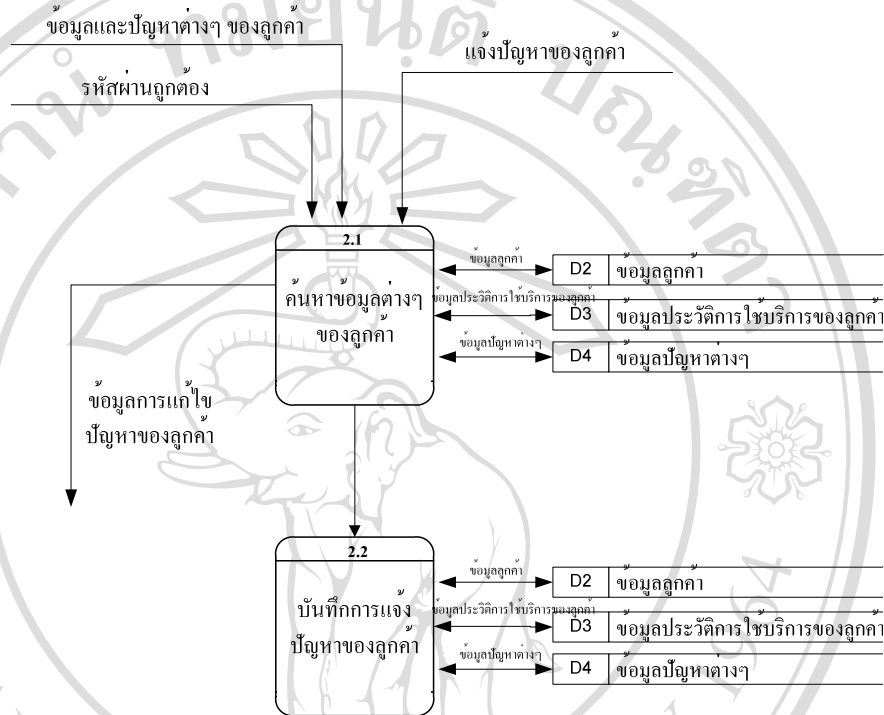 ข้อมูลและปัญหาต่างๆ ของลูกค้า
แจ้งปัญหาของลูกค้า
รหัสผ่านถูกต้อง
2.1
ค้นหาข้อมูลต่างๆ
ของลูกค้า
ข้อมูลลูกค้า
D2 ข้อมูลลูกค้า
ข้อมูลประวัติการใช้บริการของลูกค้า
D3 ข้อมูลประวัติการใช้บริการของลูกค้า
ข้อมูลปัญหาต่างๆ
D4 ข้อมูลปัญหาต่างๆ
ข้อมูลการแก้ไข
ปัญหาของลูกค้า
2.2
บันทึกการแจ้ง
ปัญหาของลูกค้า
ข้อมูลลูกค้า
D2 ข้อมูลลูกค้า
ข้อมูลประวัติการใช้บริการของลูกค้า
D3 ข้อมูลประวัติการใช้บริการของลูกค้า
ข้อมูลปัญหาต่างๆ
D4 ข้อมูลปัญหาต่างๆ
1964